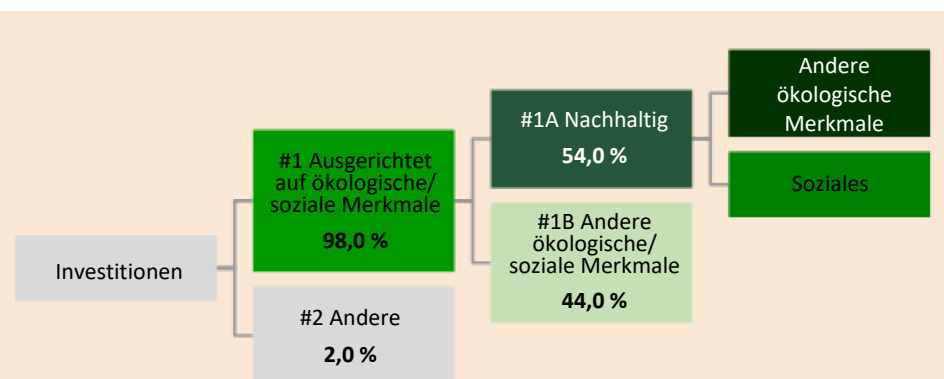 Investitionen
#1 Ausgerichtet
auf ökologische/
soziale Merkmale
98,0 %
#2 Andere
2,0 %
#1A Nachhaltig
54,0 %
#1B Andere
ökologische/
soziale Merkmale
44,0 %
Andere
ökologische
Merkmale
Soziales